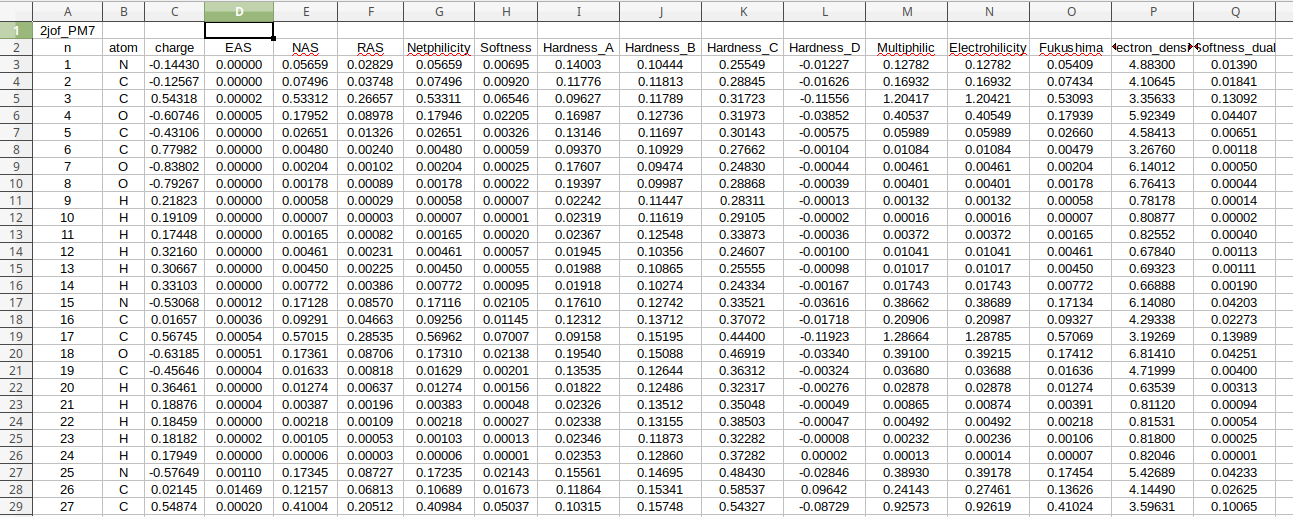 A B C D E F G H I J K L M N O P Q
1 2jof_PM7
2 n atom charge EAS NAS RAS Netphilicity Softness Hardness_A Hardness_B Hardness_C Hardness_D Multiphilic Electrohilicity Fukushima lectron_dens Softness_dual
3 1 N -0.14430 0.00000 0.05659 0.02829 0.05659 0.00695 0.14003 0.10444 0.25549 -0.01227 0.12782 0.12782 0.05409 4.88300 0.01390
4 2 C -0.12567 0.00000 0.07496 0.03748 0.07496 0.00920 0.11776 0.11813 0.28845 -0.01626 0.16932 0.16932 0.07434 4.10645 0.01841
5 3 C 0.54318 0.00002 0.53312 0.26657 0.53311 0.06546 0.09627 0.11789 0.31723 -0.11556 1.20417 1.20421 0.53093 3.35633 0.13092
6 4 O -0.60746 0.00005 0.17952 0.08978 0.17946 0.02205 0.16987 0.12736 0.31973 -0.03852 0.40537 0.40549 0.17939 5.92349 0.04407
7 5 C -0.43106 0.00000 0.02651 0.01326 0.02651 0.00326 0.13146 0.11697 0.30143 -0.00575 0.05989 0.05989 0.02660 4.58413 0.00651
8 6 C 0.77982 0.00000 0.00480 0.00240 0.00480 0.00059 0.09370 0.10929 0.27662 -0.00104 0.01084 0.01084 0.00479 3.26760 0.00118
9 7 O -0.83802 0.00000 0.00204 0.00102 0.00204 0.00025 0.17607 0.09474 0.24830 -0.00044 0.00461 0.00461 0.00204 6.14012 0.00050
10 8 O -0.79267 0.00000 0.00178 0.00089 0.00178 0.00022 0.19397 0.09987 0.28868 -0.00039 0.00401 0.00401 0.00178 6.76413 0.00044
11 9 H 0.21823 0.00000 0.00058 0.00029 0.00058 0.00007 0.02242 0.11447 0.28311 -0.00013 0.00132 0.00132 0.00058 0.78178 0.00014
12 10 H 0.19109 0.00000 0.00007 0.00003 0.00007 0.00001 0.02319 0.11619 0.29105 -0.00002 0.00016 0.00016 0.00007 0.80877 0.00002
13 11 H 0.17448 0.00000 0.00165 0.00082 0.00165 0.00020 0.02367 0.12548 0.33873 -0.00036 0.00372 0.00372 0.00165 0.82552 0.00040
14 12 H 0.32160 0.00000 0.00461 0.00231 0.00461 0.00057 0.01945 0.10356 0.24607 -0.00100 0.01041 0.01041 0.00461 0.67840 0.00113
15 13 H 0.30667 0.00000 0.00450 0.00225 0.00450 0.00055 0.01988 0.10865 0.25555 -0.00098 0.01017 0.01017 0.00450 0.69323 0.00111
16 14 H 0.33103 0.00000 0.00772 0.00386 0.00772 0.00095 0.01918 0.10274 0.24334 -0.00167 0.01743 0.01743 0.00772 0.66888 0.00190
17 15 N -0.53068 0.00012 0.17128 0.08570 0.17116 0.02105 0.17610 0.12742 0.33521 -0.03616 0.38662 0.38689 0.17134 6.14080 0.04203
18 16 C 0.01657 0.00036 0.09291 0.04663 0.09256 0.01145 0.12312 0.13712 0.37072 -0.01718 0.20906 0.20987 0.09327 4.29338 0.02273
19 17 C 0.56745 0.00054 0.57015 0.28535 0.56962 0.07007 0.09158 0.15195 0.44400 -0.11923 1.28664 1.28785 0.57069 3.19269 0.13989
20 18 O -0.63185 0.00051 0.17361 0.08706 0.17310 0.02138 0.19540 0.15088 0.46919 -0.03340 0.39100 0.39215 0.17412 6.81410 0.04251
21 19 C -0.45646 0.00004 0.01633 0.00818 0.01629 0.00201 0.13535 0.12644 0.36312 -0.00324 0.03680 0.03688 0.01636 4.71999 0.00400
22 20 H 0.36461 0.00000 0.01274 0.00637 0.01274 0.00156 0.01822 0.12486 0.32317 -0.00276 0.02878 0.02878 0.01274 0.63539 0.00313
23 21 H 0.18876 0.00004 0.00387 0.00196 0.00383 0.00048 0.02326 0.13512 0.35048 -0.00049 0.00865 0.00874 0.00391 0.81120 0.00094
24 22 H 0.18459 0.00000 0.00218 0.00109 0.00218 0.00027 0.02338 0.13155 0.38503 -0.00047 0.00492 0.00492 0.00218 0.81531 0.00054
25 23 H 0.18182 0.00002 0.00105 0.00053 0.00103 0.00013 0.02346 0.11873 0.32282 -0.00008 0.00232 0.00236 0.00106 0.81800 0.00025
26 24 H 0.17949 0.00000 0.00006 0.00003 0.00006 0.00001 0.02353 0.12860 0.37282 0.00002 0.00013 0.00014 0.00007 0.82046 0.00001
27 25 N -0.57649 0.00110 0.17345 0.08727 0.17235 0.02143 0.15561 0.14695 0.48430 -0.02846 0.38930 0.39178 0.17454 5.42689 0.04233
28 26 C 0.02145 0.01469 0.12157 0.06813 0.10689 0.01673 0.11864 0.15341 0.58537 0.09642 0.24143 0.27461 0.13626 4.14490 0.02625
29 27 C 0.54874 0.00020 0.41004 0.20512 0.40984 0.05037 0.10315 0.15748 0.54327 -0.08729 0.92573 0.92619 0.41024 3.59631 0.10065